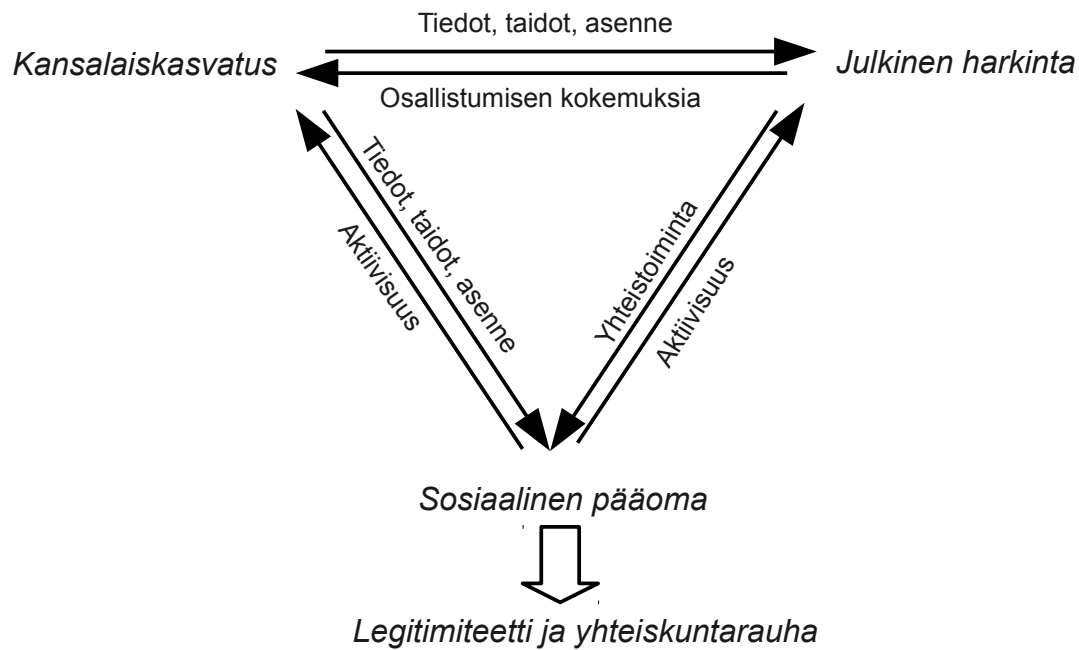 Tiedot, taidot, asenne
Kansalaiskasvatus
Julkinen harkinta
Osallistumisen kokemuksia
Tiedot, taidot, asenne
Aktiivisuus
Yhteistoiminta
Aktiivisuus
Sosiaalinen pääoma
Legitimiteetti ja yhteiskuntarauha